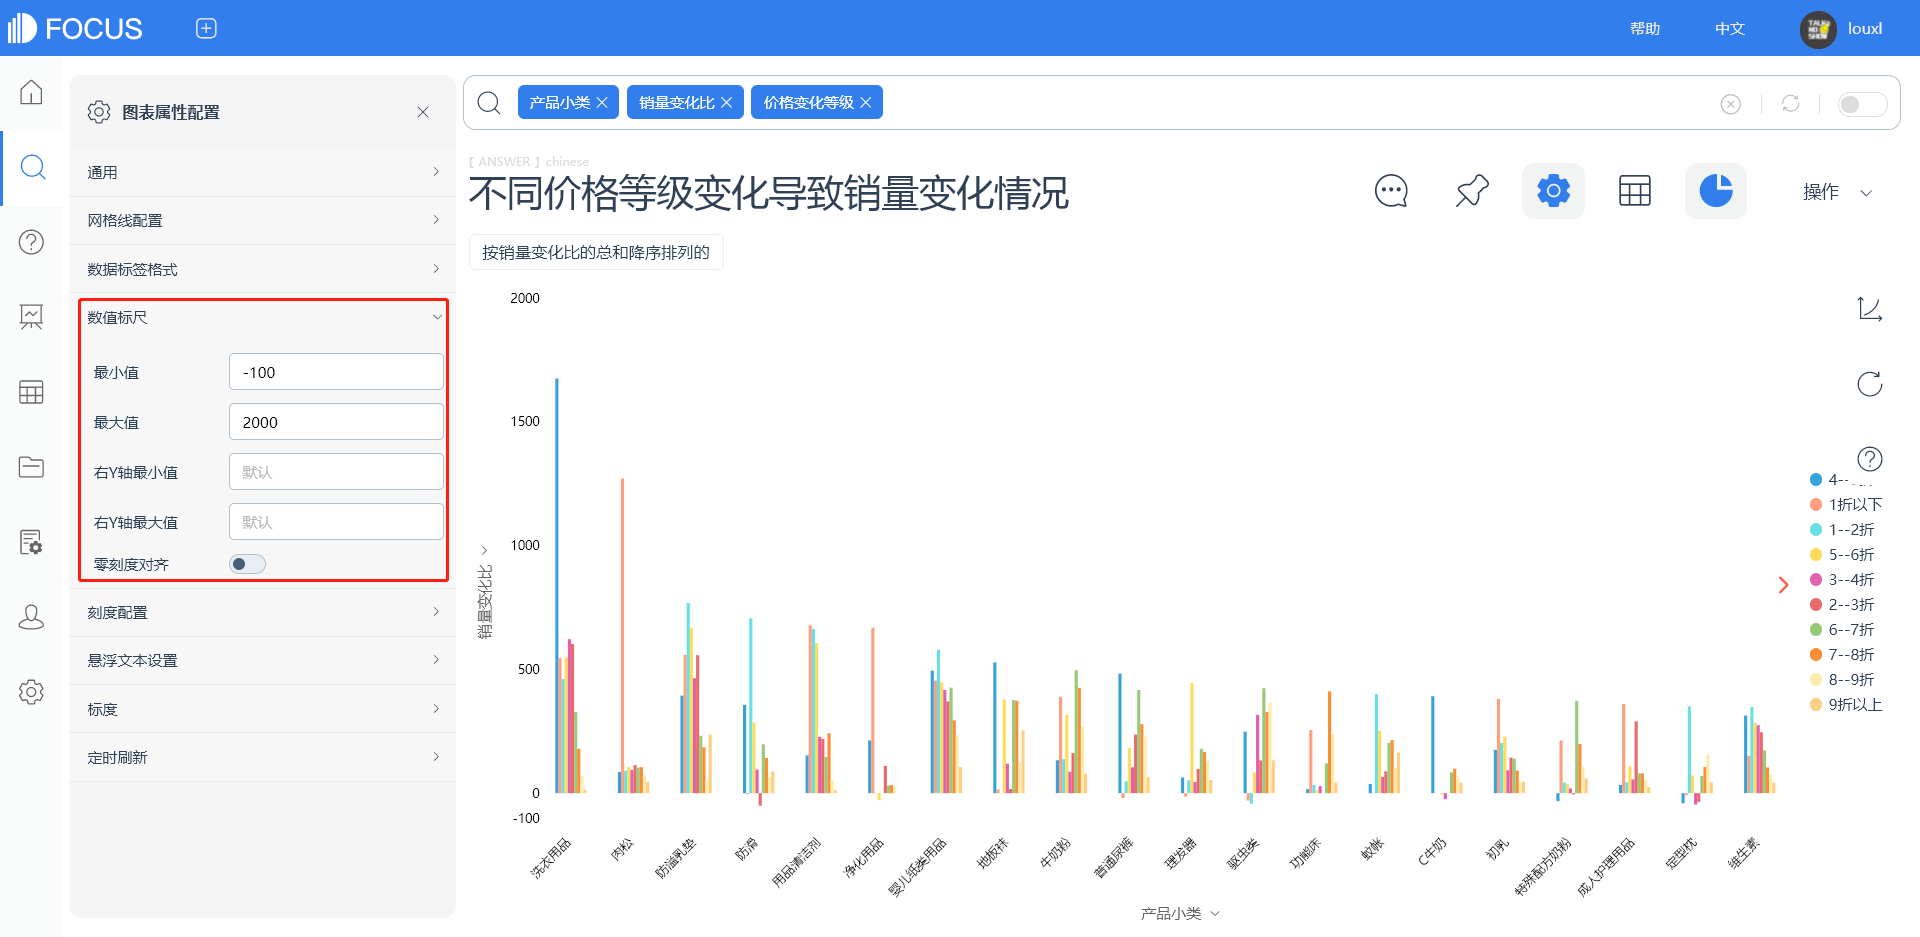 FOCUS
帮助
中文
louxl
图表属性配置
通用
网格线配置
数据标签格式
数值标尺
最小值
-100
最大值
2000
右Y轴最小值
默认
右Y轴最大值
默认
零刻度对齐
刻度配置
悬浮文本设置
标度
定时刷新
产品小类
销量变化比
价格变化等级
【 ANSWER 】chinese
不同价格等级变化导致销量变化情况
操作
按销量变化比的总和降序排列的
2000
1500
1000
500
0
-100
销量变化比
洗衣用品
肉松
防溢乳垫
防滑
用品清洁剂
净化用品
婴儿纸类用品
地板袜
牛奶粉
普通尿裤
理发器
驱虫类
功能床
蚊帐
C牛奶
初乳
特殊配方奶粉
成人护理用品
定型枕
维生素
产品小类
1折以下
1--2折
5--6折
3--4折
2--3折
6--7折
7--8折
8--9折
9折以上